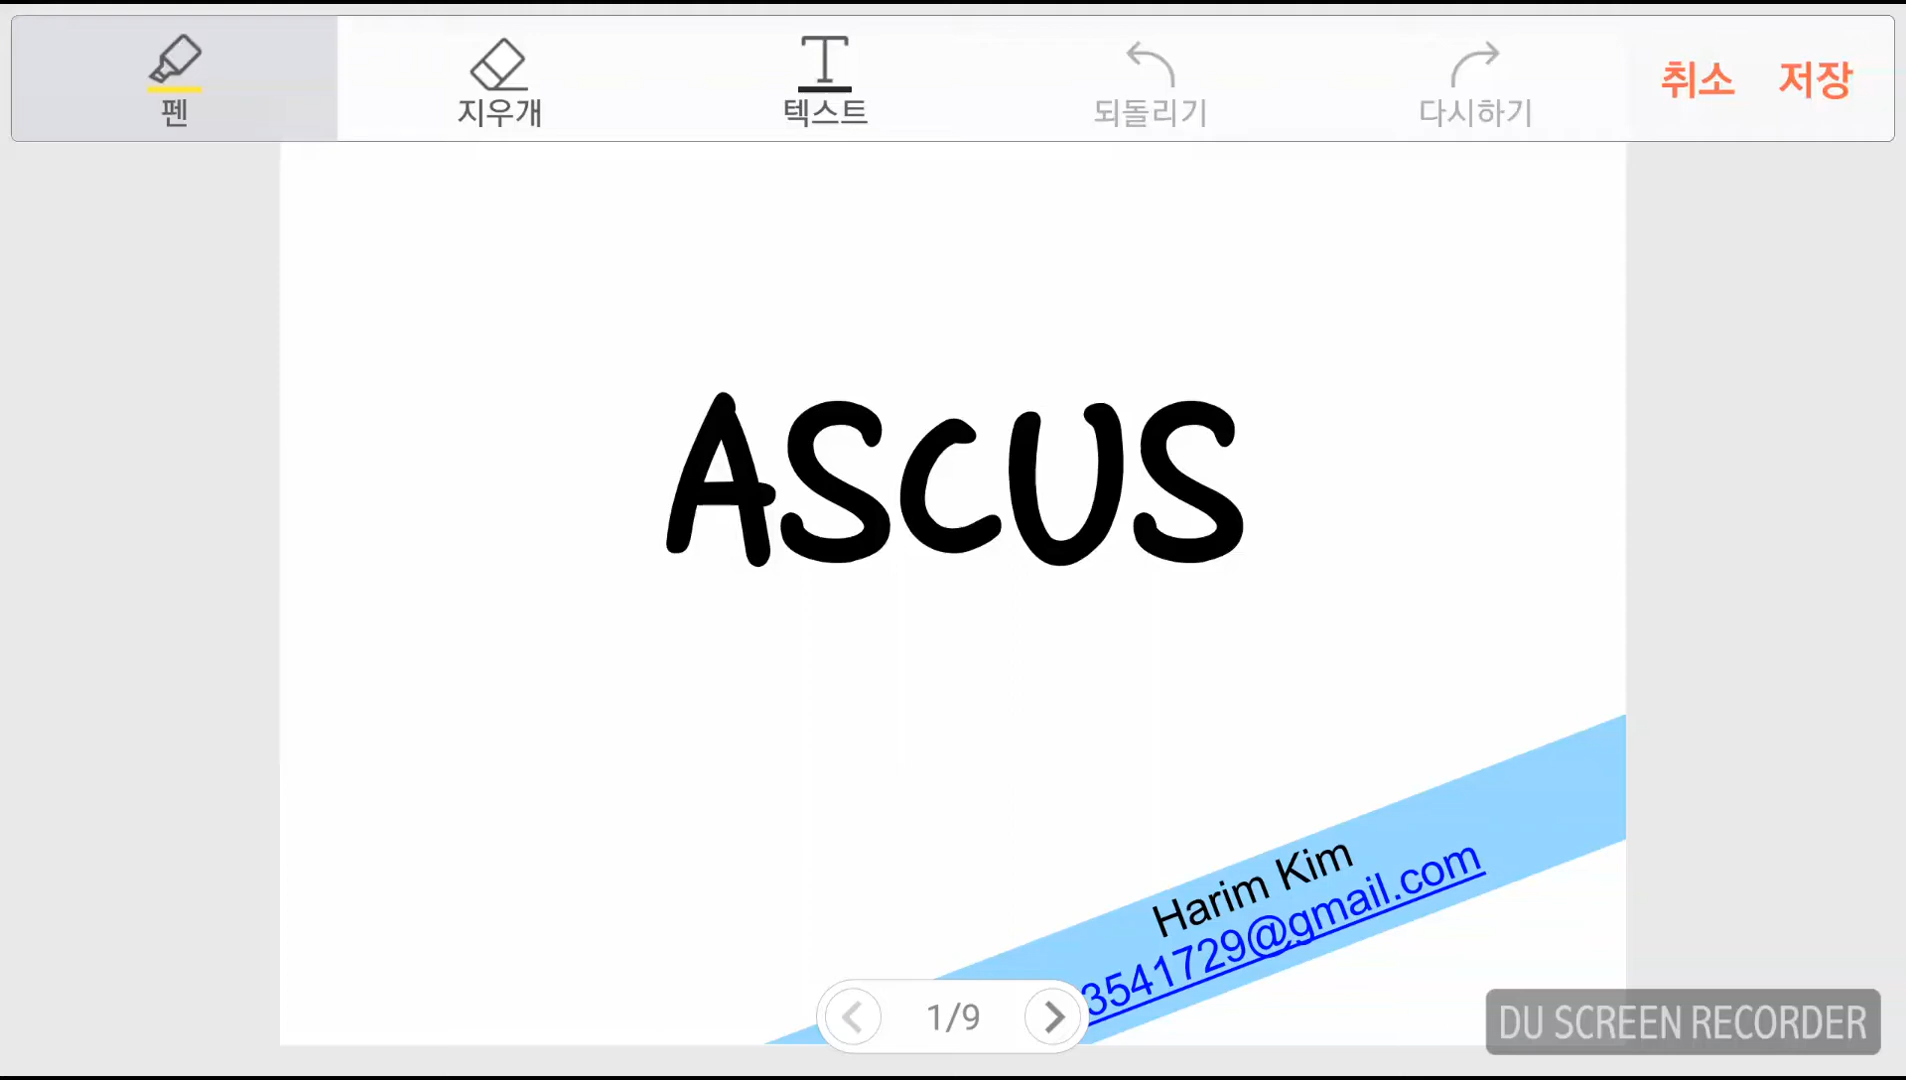 펜
지우개
텍스트
되돌리기
다시하기
취소
저장
ASCUS
Harim Kim
3541729@gmail.com
1/9
DU SCREEN RECORDER